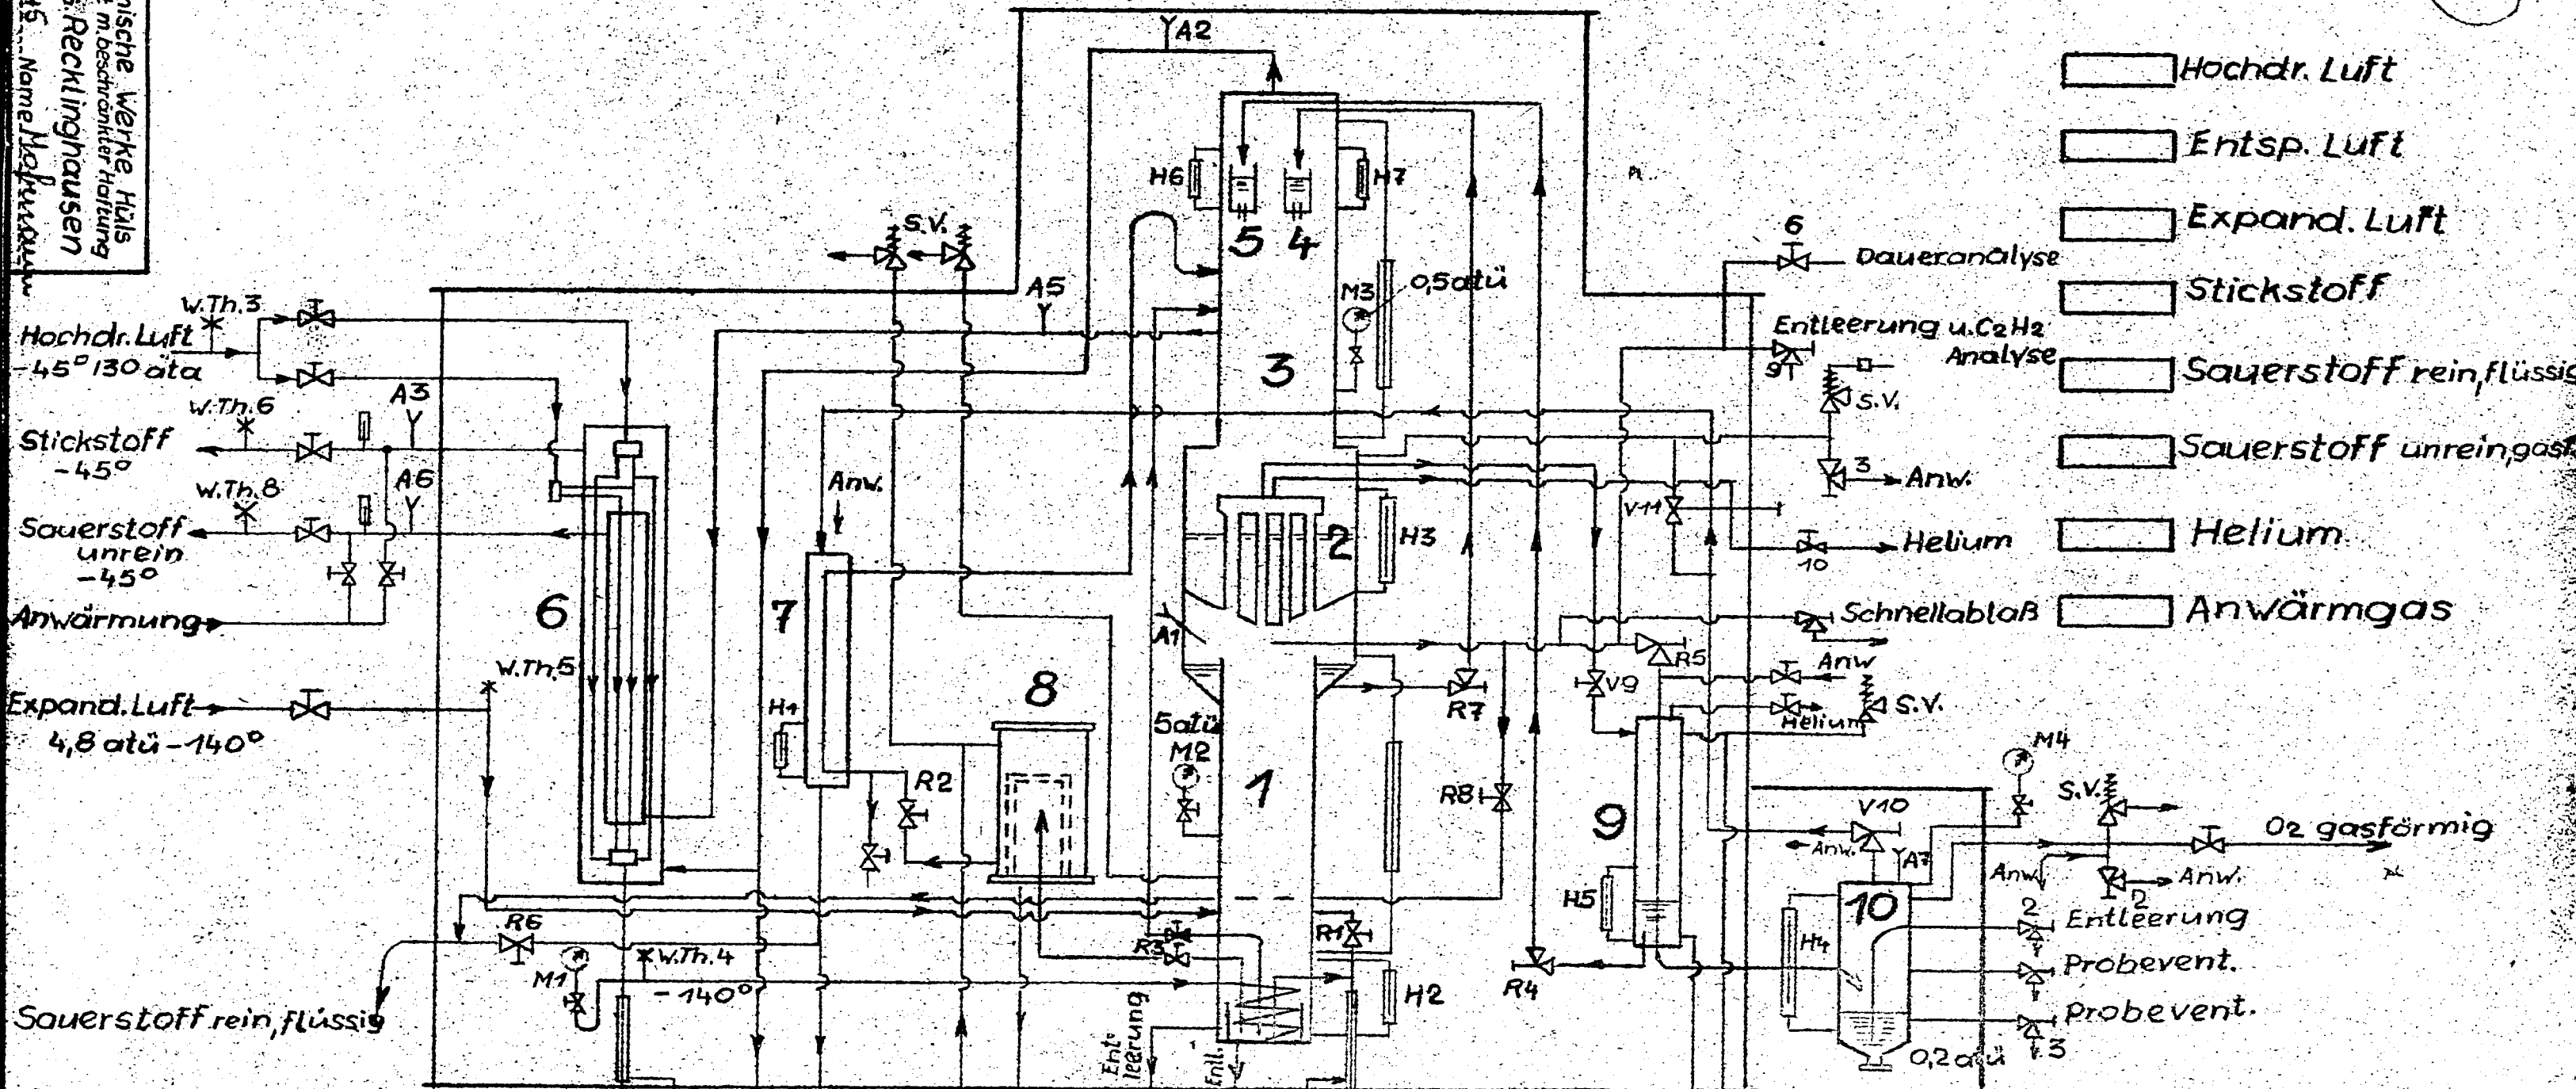 nische Werke Hüls
m. beschränkter Haftung
Recklinghausen
Name
Hochdr. Luft
Entsp. Luft
Expand. Luft
Stickstoff
Sauerstoff rein,flüssig
Sauerstoff unrein,gasf
Helium
Anwärmgas
A2
H6
H7
5
4
S.V.
A5
M3
0,5atü
3
6
Daueranalyse
Entleerung u. C2H2
Analyse
9
S.V.
3
Anw.
W.Th.3
Hochdr. Luft
-45° 130 ata
A3
W.Th.6
Stickstoff
-45°
A6
W.Th.8
Sauerstoff
unrein
-45°
Anwärmung
Anw.
2
H3
V11
Helium
10
6
7
A1
Schnellablaß
R5
Anw
W.Th.5
Expand. Luft
4,8 atü -140°
H1
8
5atü
M2
R7
V9
Helium
S.V.
R2
1
R8
9
M4
S.V.
V10
O2 gasförmig
Anw.
A7
Anw.
2
Anw.
H5
10
2
Entleerung
R6
R3
R1
H4
Probevent.
M1
W.Th.4
-140°
H2
R4
Probevent.
3
Sauerstoff rein,flüssig
Ent-
leerung
Entl.
0,2 atü